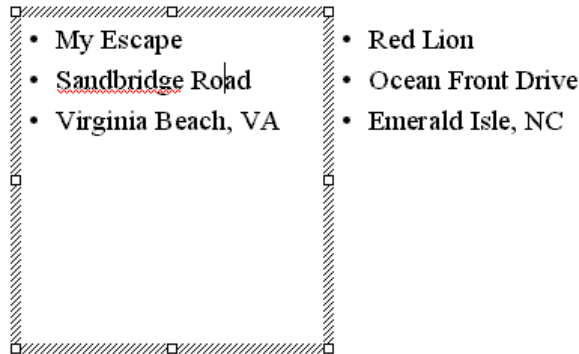 • My Escape
• Sandbridge Road
• Virginia Beach, VA
• Red Lion
• Ocean Front Drive
• Emerald Isle, NC